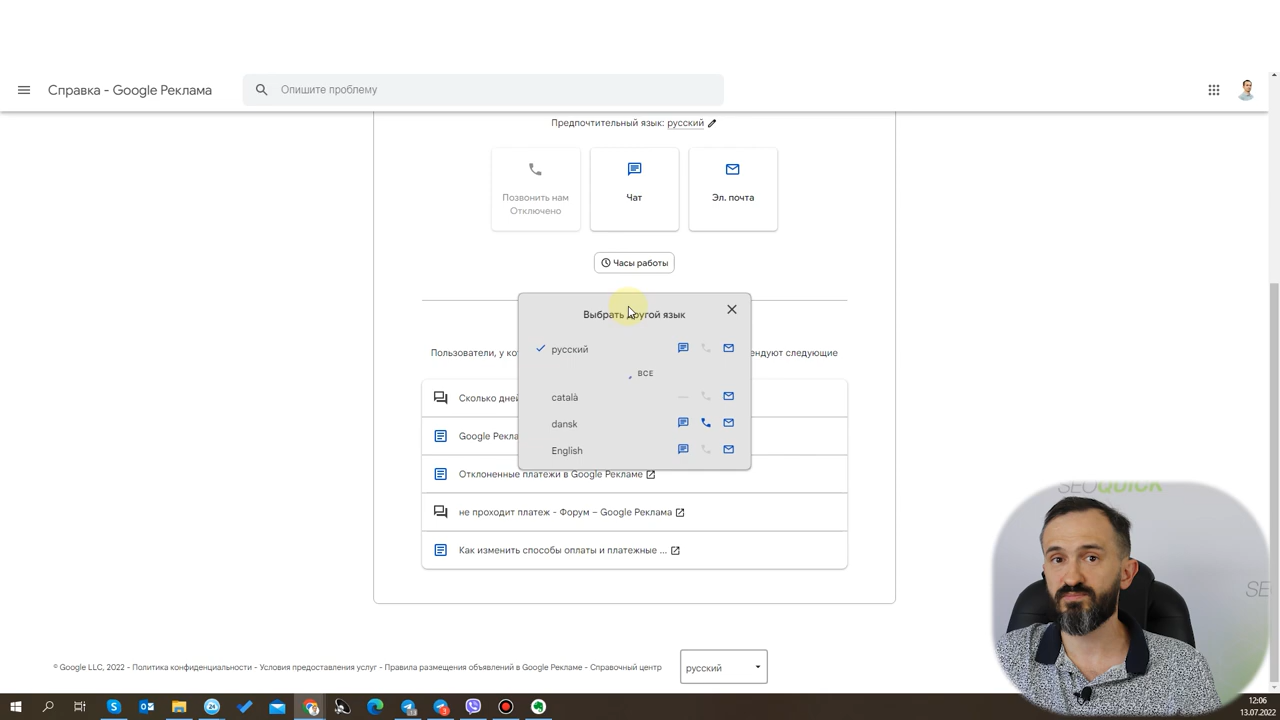 Справка - Google Реклама
Опишите проблему
Предпочтительный язык: русский
Позвонить нам
Отключено
Чат
Эл. почта
Часы работы
Выбрать другой язык
русский
Пользователи, у ко
ендуют следующие
ВСЕ
català
Сколько дней
dansk
Google Рекла
English
Отклоненные платежи в Google Рекламе
не проходит платеж - Форум – Google Реклама
Как изменить способы оплаты и платежные ...
SEOQUICK
SE
© Google LLC, 2022 - Политика конфиденциальности - Условия предоставления услуг - Правила размещения объявлений в Google Рекламе - Справочный центр
русский
24
12:06
13.07.2022